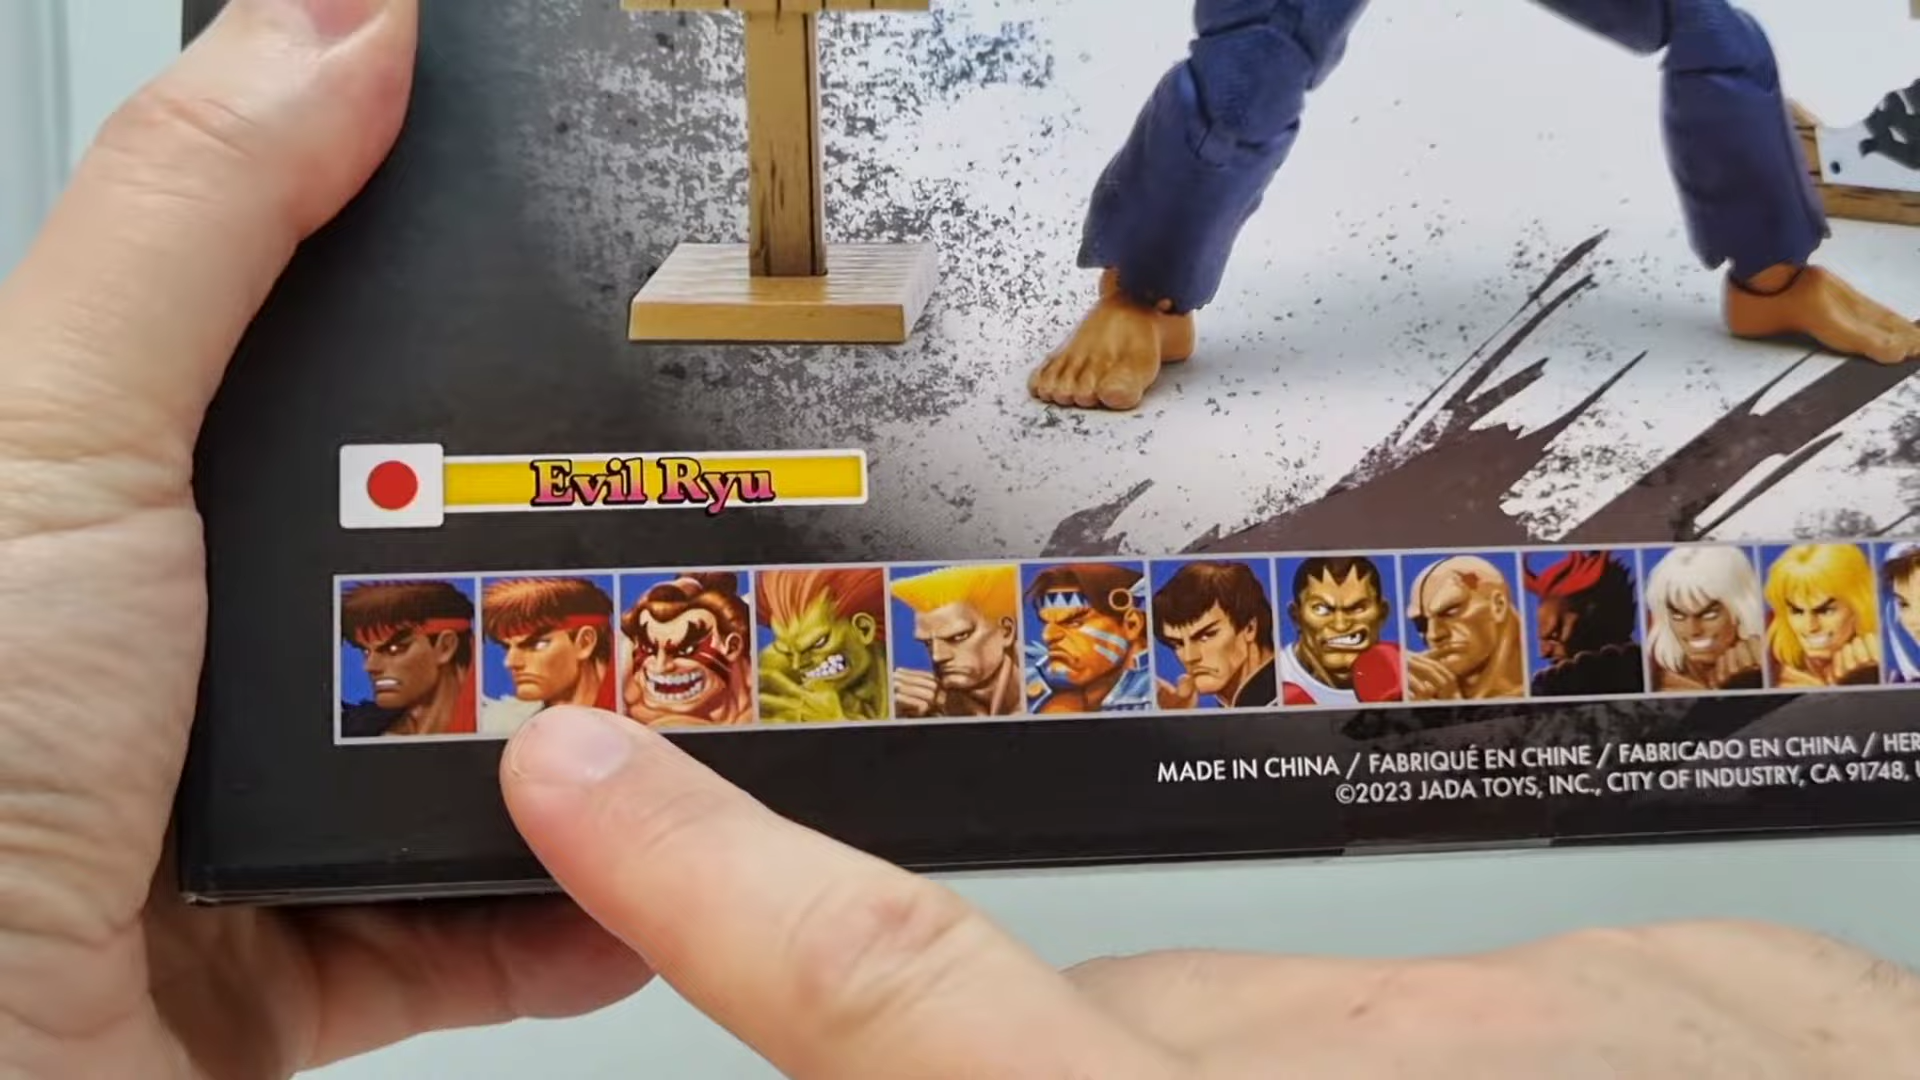 Evil Ryu
MADE IN CHINA / FABRIQUÉ EN CHINE / FABRICADO EN CHINA / HER
©2023 JADA TOYS, INC., CITY OF INDUSTRY, CA 91748,